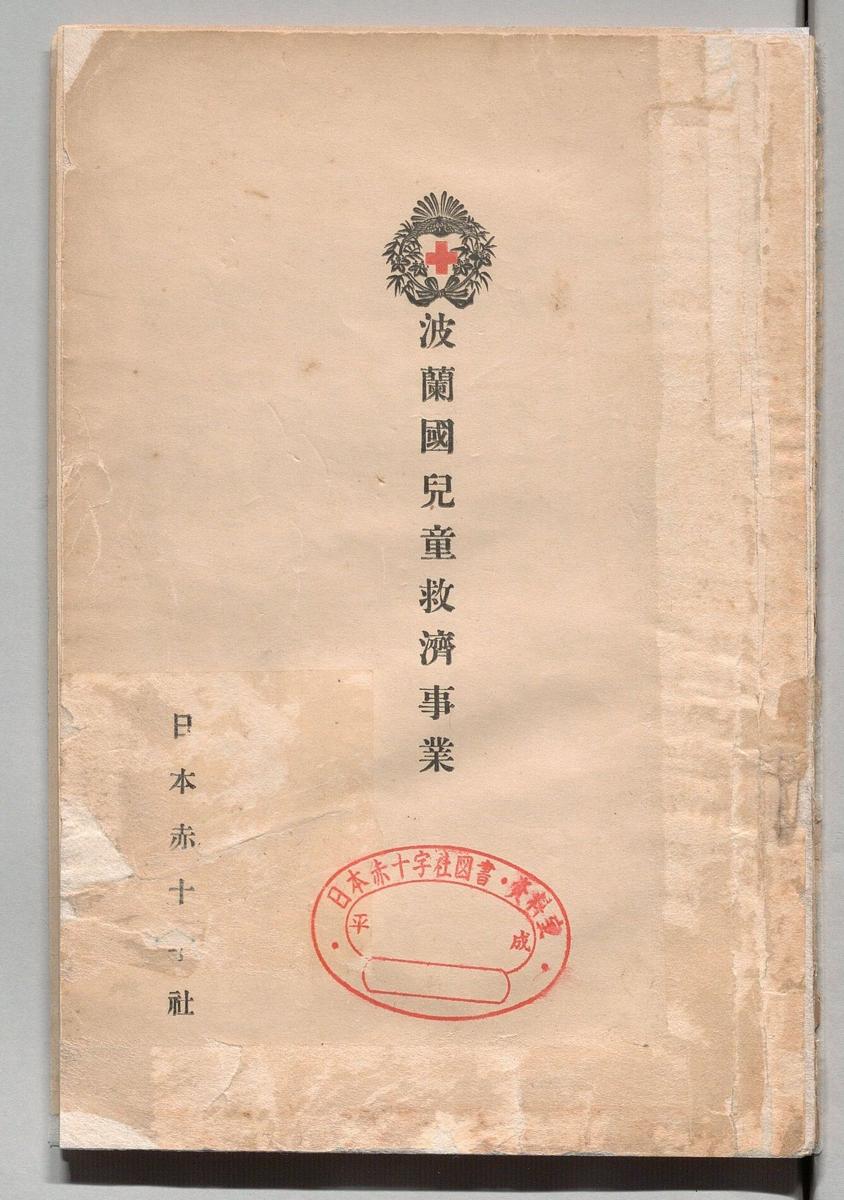 波蘭國兒童救濟事業
日本赤十字社
日本赤十字社図書・資料室
平成